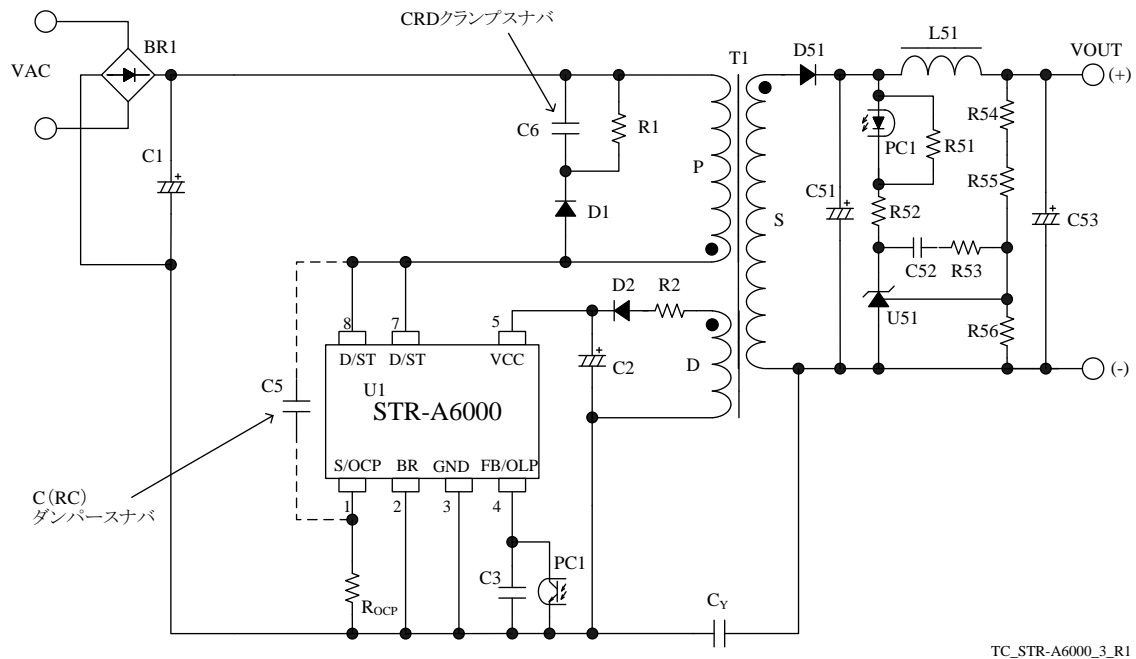 CRDクランプスナバ
BR1
VAC
C1
C6
R1
D1
P
T1
S
D51
L51
VOUT
(+)
PC1
R51
R52
R54
R55
C51
C53
C52
R53
U51
R56
(-)
D2
R2
C2
D
8
7
5
D/ST
D/ST
VCC
U1
STR-A6000
S/OCP
BR
GND
FB/OLP
1
2
3
4
C5
C(RC)
ダンパースナバ
ROCP
C3
PC1
CY
TC_STR-A6000_3_R1